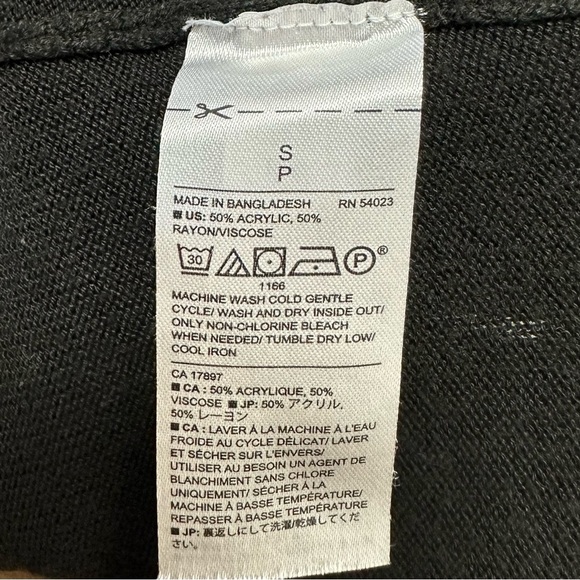 S
P
MADE IN BANGLADESH RN 54023
US: 50% ACRYLIC, 50%
RAYON/VISCOSE
30 P ®
1166
MACHINE WASH COLD GENTLE
CYCLE/ WASH AND DRY INSIDE OUT/
ONLY NON-CHLORINE BLEACH
WHEN NEEDED/ TUMBLE DRY LOW/
COOL IRON
CA 17897
■ CA : 50% ACRYLIQUE, 50%
VISCOSE ■ JP: 50% アクリル,
50% レーヨン
■ CA : LAVER À LA MACHINE À L'EAU
FROIDE AU CYCLE DÉLICAT/ LAVER
ET SÉCHER SUR L'ENVERS/
UTILISER AU BESOIN UN AGENT DE
BLANCHIMENT SANS CHLORE
UNIQUEMENT/ SÉCHER À LA
MACHINE À BASSE TEMPÉRATURE/
REPASSER À BASSE TEMPÉRATURE
■ JP: 裏返しにして洗濯/乾燥してくだ
さい。